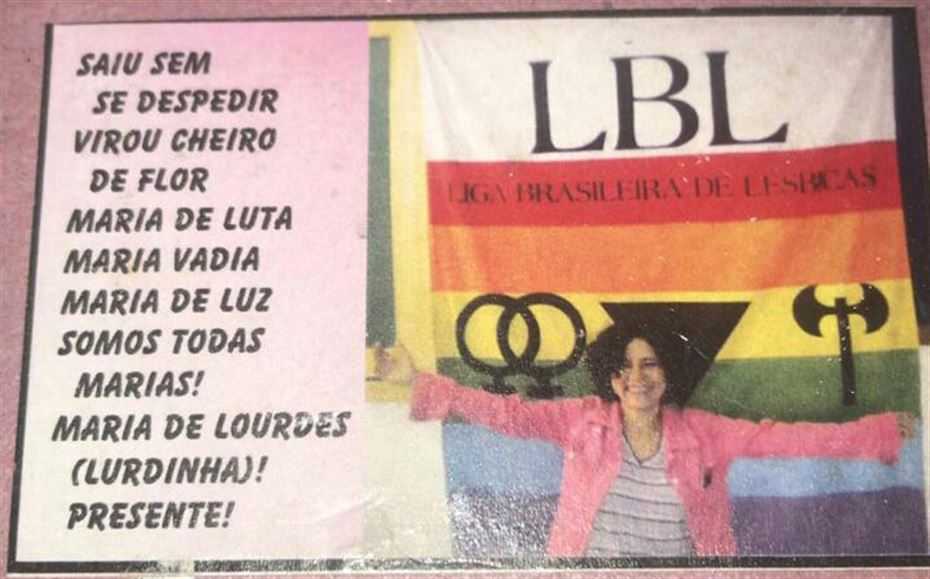 SAIU SEM
SE DESPEDIR
VIROU CHEIRO
DE FLOR
MARIA DE LUTA
MARIA VADIA
MARIA DE LUZ
SOMOS TODAS
MARIAS!
MARIA DE LOURDES
(LURDINHA)!
PRESENTE!
LBL
LIGA BRASILEIRA DE LÉSBICAS